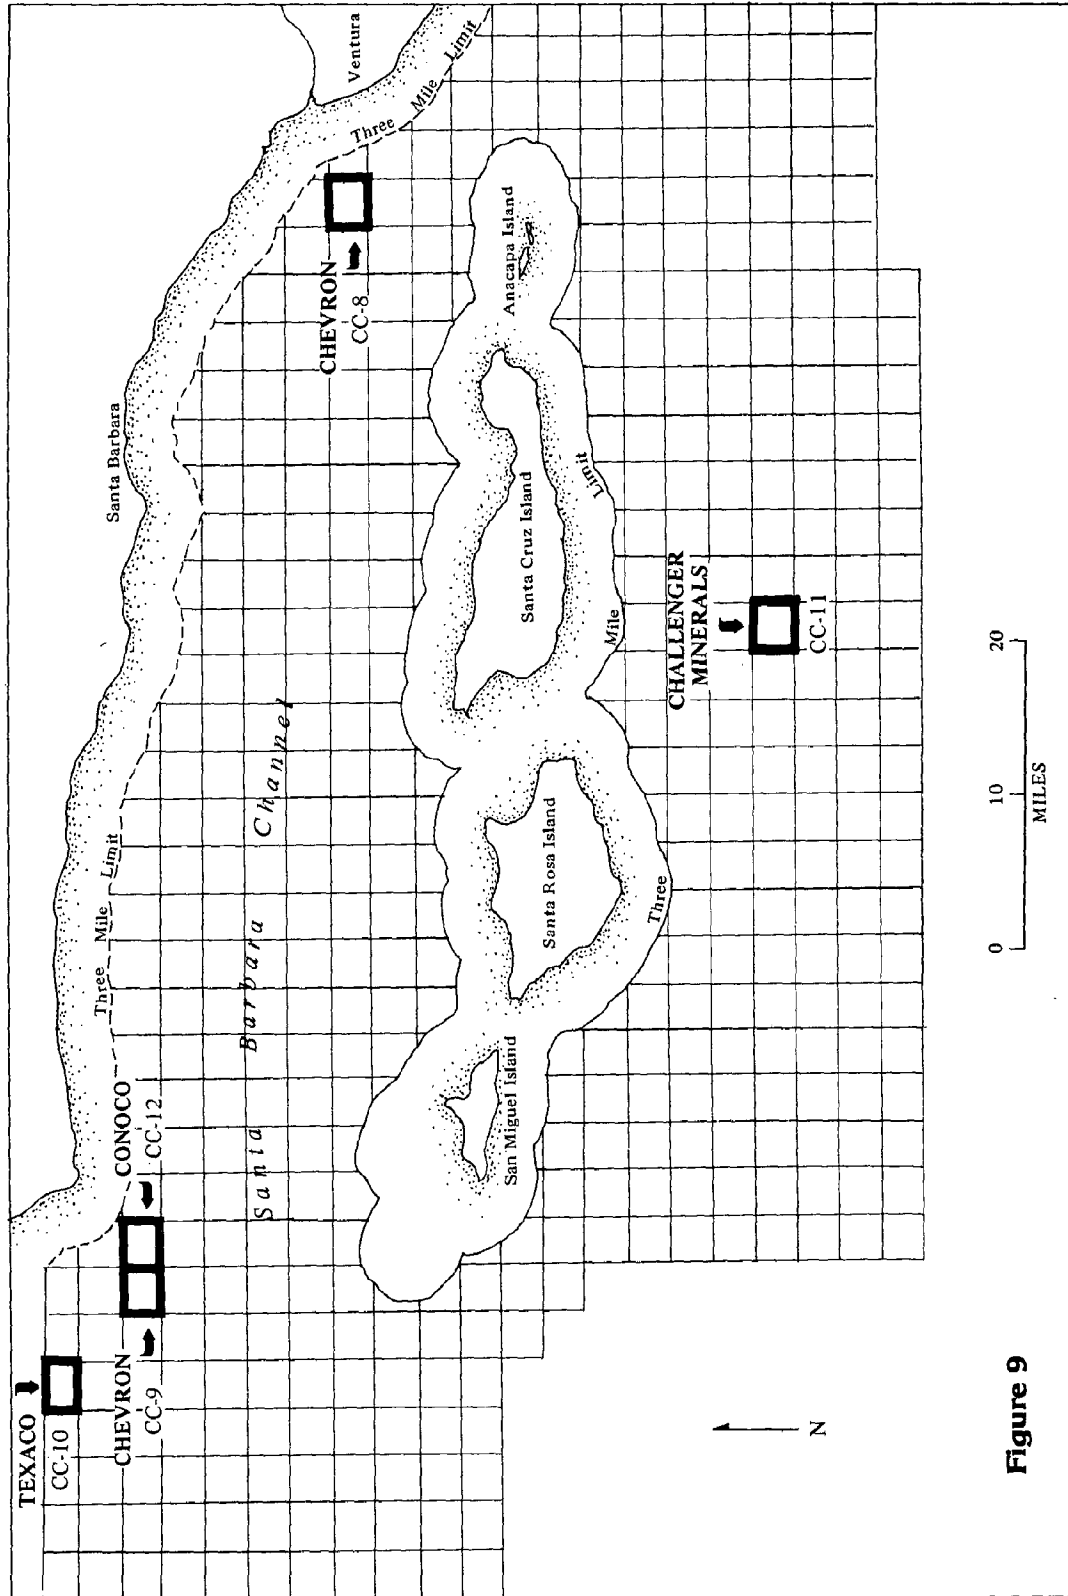 TEXACO
CC-10
CHEVRON
CC-9
CONOCO
CC-12
Three Mile Limit
Santa Barbara
Santa Barbara Channel
CHEVRON
CC-8
Three Mile Limit
Ventura
San Miguel Island
Santa Rosa Island
Santa Cruz Island
Anacapa Island
Three Mile Limit
CHALLENGER
MINERALS
CC-11
N
0 10 20
MILES
Figure 9